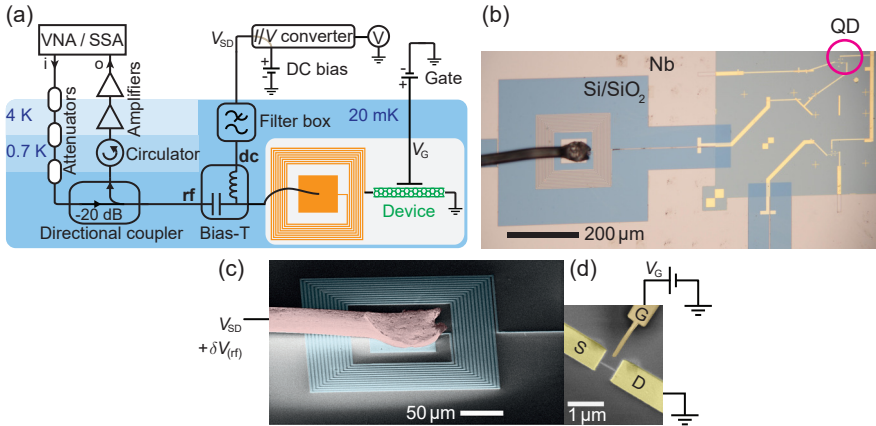 (a)
VNA / SSA
i
o
Attenuators
Amplifiers
4 K
0.7 K
Circulator
-20 dB
Directional coupler
V_SD
I/V converter
V
+
-
DC bias
Filter box
20 mK
dc
rf
Bias-T
-
+
Gate
V_G
Device
(b)
QD
Nb
Si/SiO₂
200 µm
(c)
V_SD
+ δV_(rf)
50 µm
(d)
V_G
G
S
D
1 µm